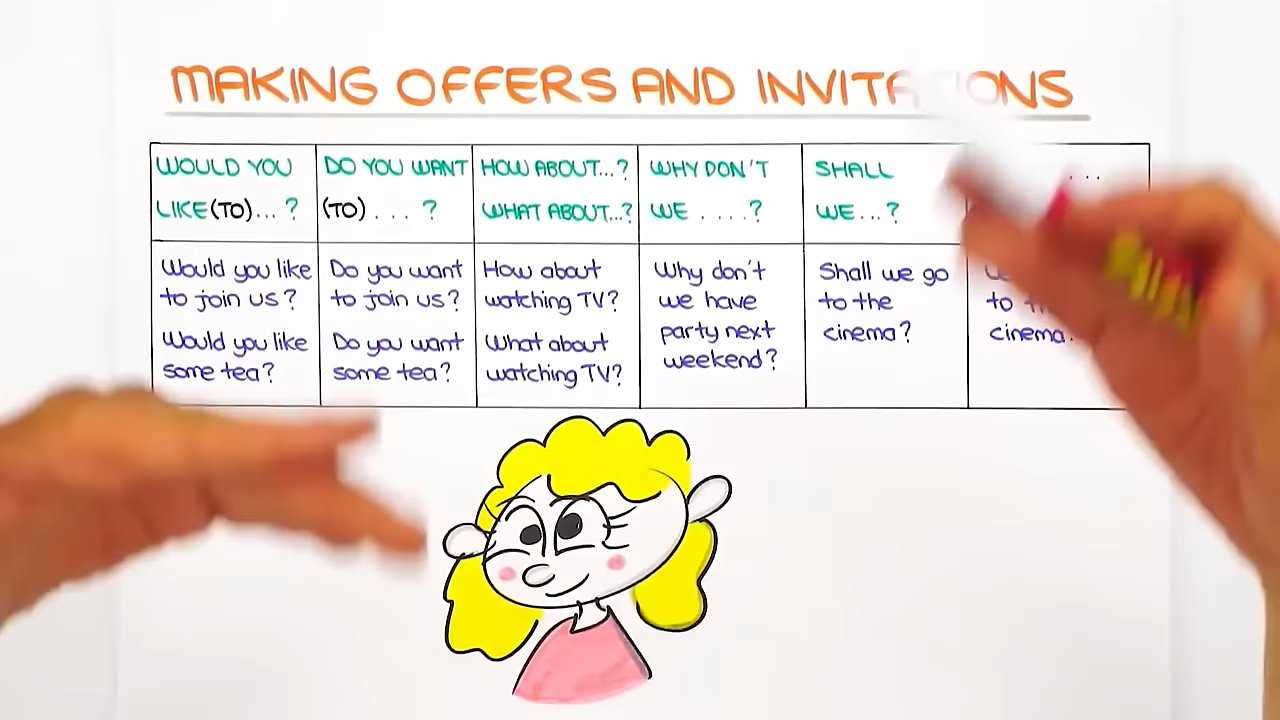 MAKING OFFERS AND INVITATIONS
WOULD YOU
LIKE (TO)... ?
DO YOU WANT
(TO) . . . ?
HOW ABOUT...?
WHAT ABOUT...?
WHY DON'T
WE . . . . ?
SHALL
WE...?
. . .
Would you like
to join us?
Would you like
some tea?
Do you want
to join us?
Do you want
some tea?
How about
watching TV?
What about
watching TV?
Why don't
we have
party next
weekend?
Shall we go
to the
cinema?
to
cinema.